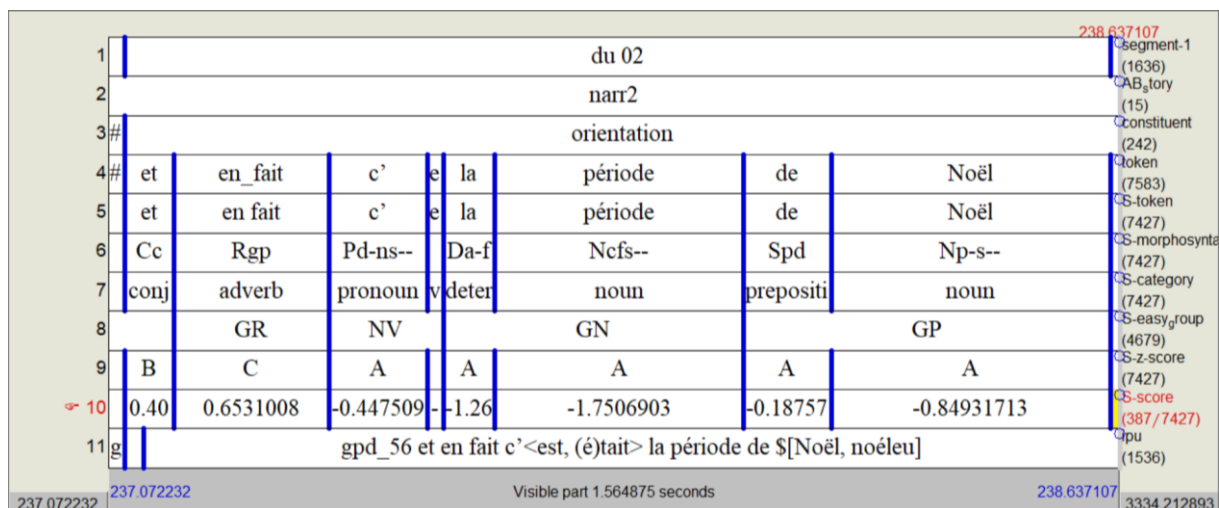 238.637107
1 du 02 segment-1 (1636)
2 narr2 AB_story (15)
3 # orientation constituent (242)
4 # et en_fait c’ e la période de Noël token (7583)
5 et en fait c’ e la période de Noël S-token (7427)
6 Cc Rgp Pd-ns-- Da-f Ncfs-- Spd Np-s-- S-morphosynta (7427)
7 conj adverb pronoun v deter noun prepositi noun S-category (7427)
8 GR NV GN GP S-easy_group (4679)
9 B C A - A A A A S-z-score (7427)
☞ 10 0.40 0.6531008 -0.447509 - -1.26 -1.7506903 -0.18757 -0.84931713 S-score (387/7427)
11 g gpd_56 et en fait c’<est, (é)tait> la période de $[Noël, noéleu] ipu (1536)
237.072232 237.072232 Visible part 1.564875 seconds 238.637107 3334.212893